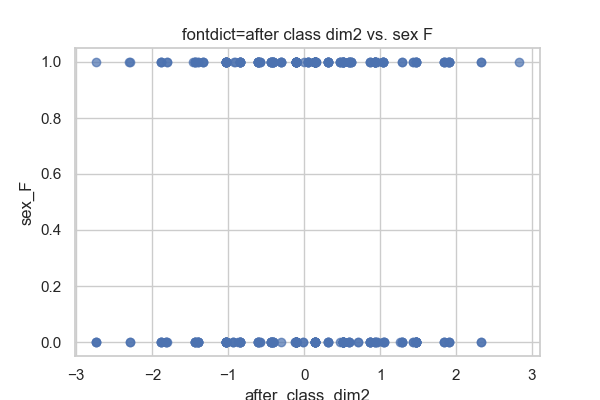 fontdict=after class dim2 vs. sex F
1.0
0.8
0.6
0.4
0.2
0.0
sex_F
−3 −2 −1 0 1 2 3
after_class_dim2